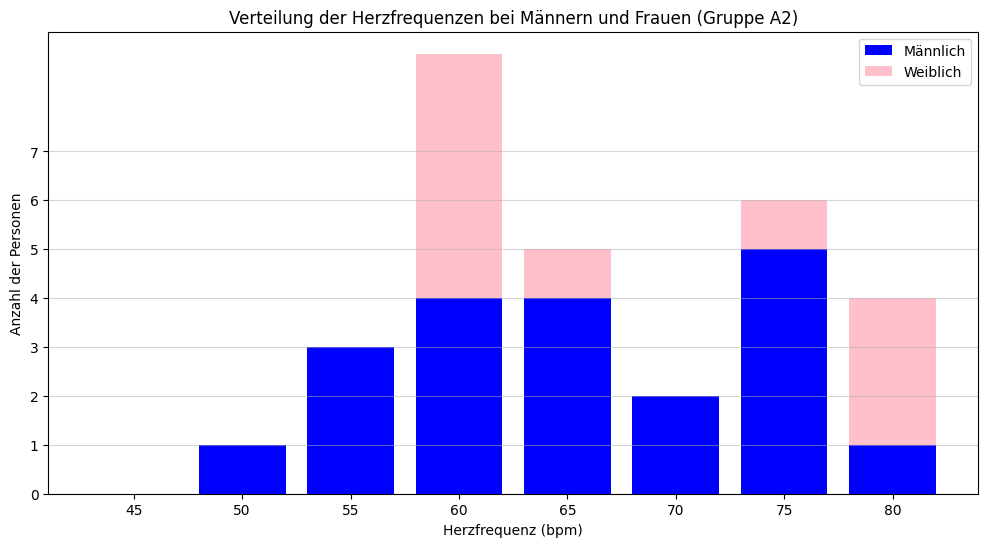 Verteilung der Herzfrequenzen bei Männern und Frauen (Gruppe A2)
Männlich
Weiblich
Anzahl der Personen
7
6
5
4
3
2
1
0
45 50 55 60 65 70 75 80
Herzfrequenz (bpm)